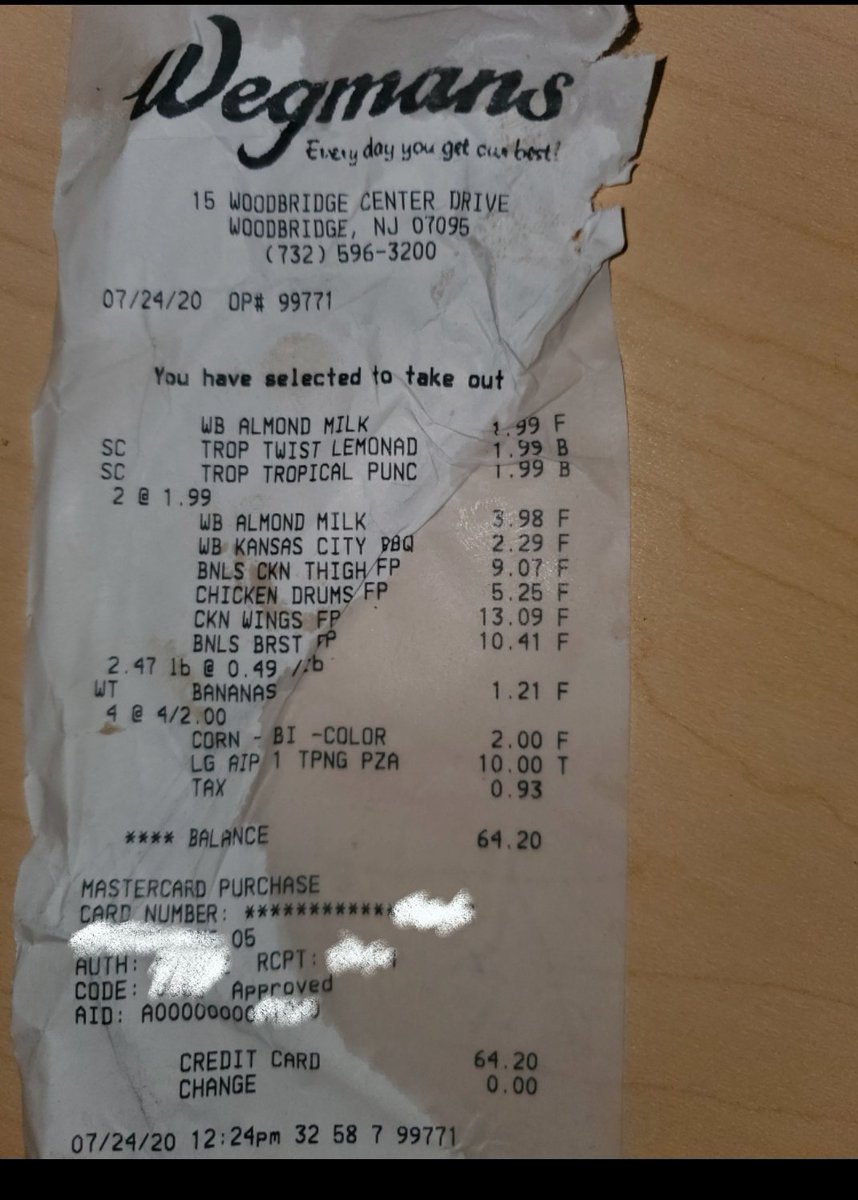 Wegmans
Every day you get our best!
15 WOODBRIDGE CENTER DRIVE
WOODBRIDGE, NJ 07095
(732) 596-3200
07/24/20 OP# 99771
You have selected to take out
WB ALMOND MILK 1.99 F
SC TROP TWIST LEMONAD 1.99 B
SC TROP TROPICAL PUNC 1.99 B
2 @ 1.99
WB ALMOND MILK 3.98 F
WB KANSAS CITY BBQ 2.29 F
BNLS CKN THIGH FP 9.07 F
CHICKEN DRUMS FP 5.25 F
CKN WINGS FP 13.09 F
BNLS BRST FP 10.41 F
2.47 lb @ 0.49 /lb
WT BANANAS 1.21 F
4 @ 4/2.00
CORN - BI -COLOR 2.00 F
LG AIP 1 TPNG PZA 10.00 T
TAX 0.93
**** BALANCE 64.20
MASTERCARD PURCHASE
CARD NUMBER: ************
05
AUTH: RCPT:
CODE: Approved
AID: A00000000
CREDIT CARD 64.20
CHANGE 0.00
07/24/20 12:24pm 32 58 7 99771